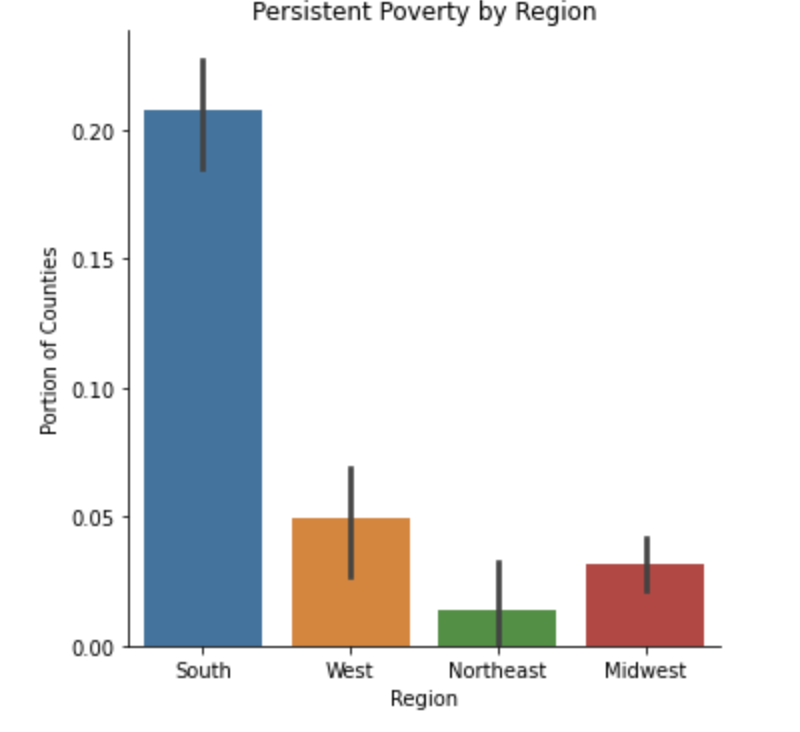 Persistent Poverty by Region
0.20
0.15
0.10
0.05
0.00
Portion of Counties
South West Northeast Midwest
Region